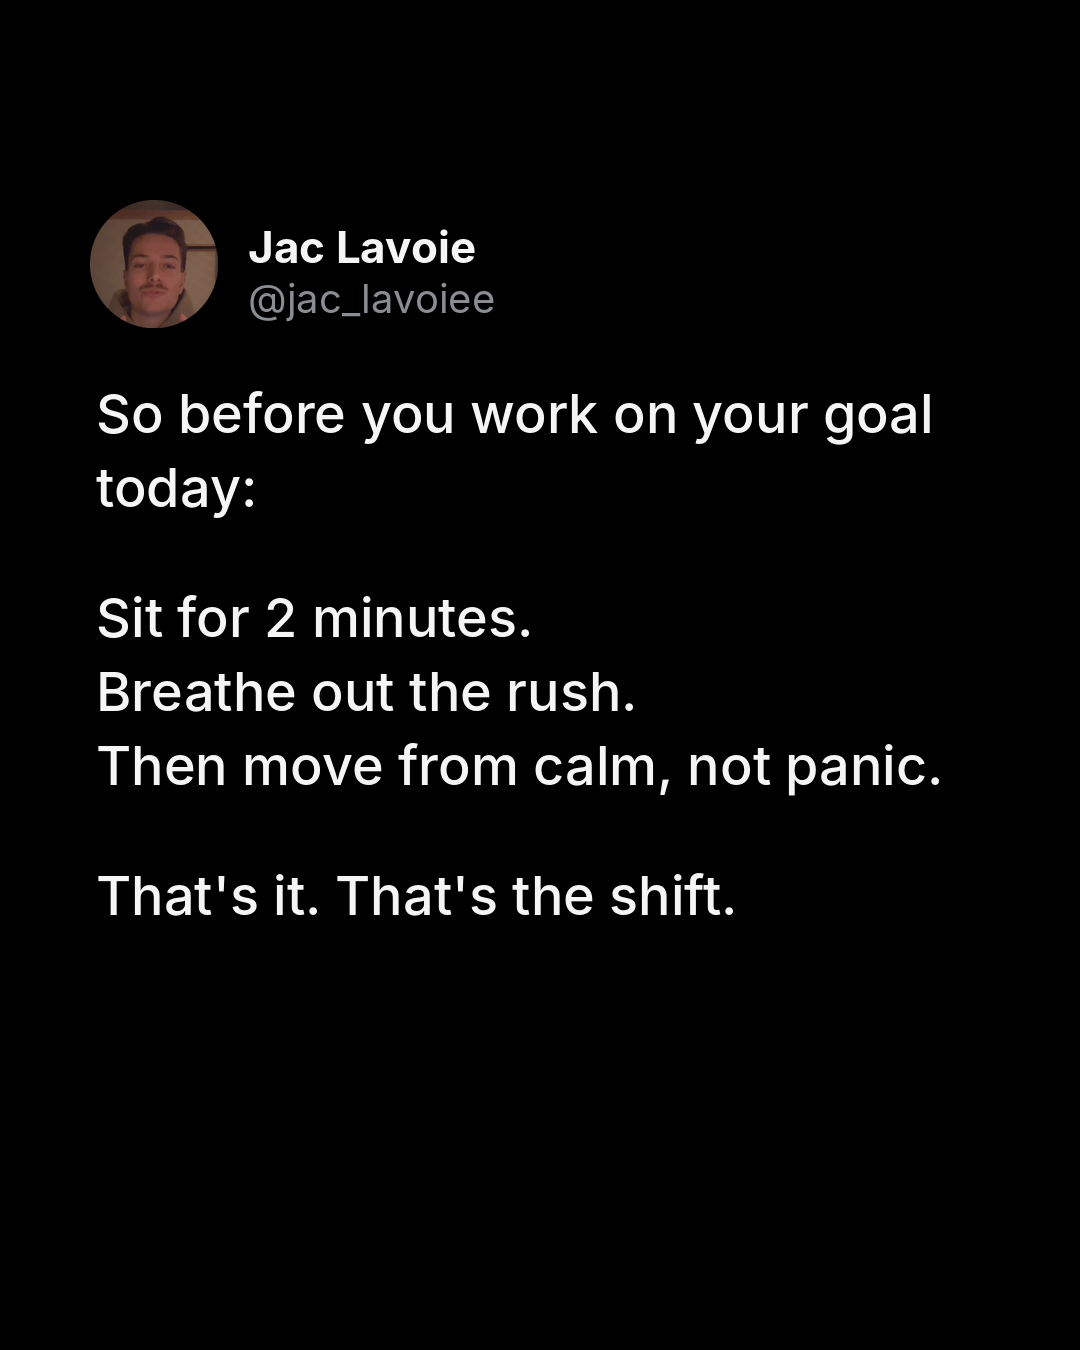 Jac Lavoie
@jac_lavoiee
So before you work on your goal
today:
Sit for 2 minutes.
Breathe out the rush.
Then move from calm, not panic.
That's it. That's the shift.